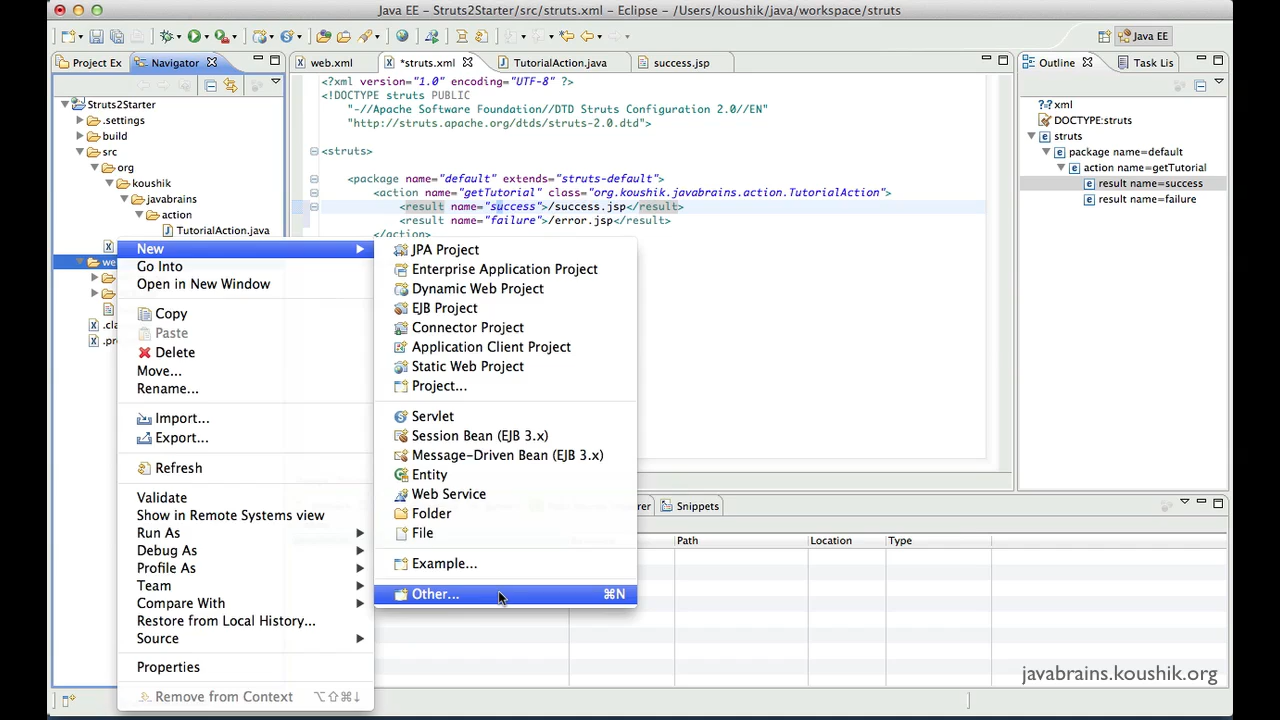 Java EE - Struts2Starter/src/struts.xml - Eclipse - /Users/koushik/java/workspace/struts
Java EE
Project Ex
Navigator
web.xml
*struts.xml
TutorialAction.java
success.jsp
Outline
Task Lis
Struts2Starter
.settings
build
src
org
koushik
javabrains
action
TutorialAction.java
<?xml version="1.0" encoding="UTF-8" ?>
<!DOCTYPE struts PUBLIC
"-//Apache Software Foundation//DTD Struts Configuration 2.0//EN"
"http://struts.apache.org/dtds/struts-2.0.dtd">
<struts>
<package name="default" extends="struts-default">
<action name="getTutorial" class="org.koushik.javabrains.action.TutorialAction">
<result name="success">/success.jsp</result>
<result name="failure">/error.jsp</result>
</action>
xml
DOCTYPE:struts
struts
package name=default
action name=getTutorial
result name=success
result name=failure
we
.cla
.pr
New
Go Into
Open in New Window
Copy
Paste
Delete
Move...
Rename...
Import...
Export...
Refresh
Validate
Show in Remote Systems view
Run As
Debug As
Profile As
Team
Compare With
Restore from Local History...
Source
Properties
Remove from Context ⌥⇧⌘↓
JPA Project
Enterprise Application Project
Dynamic Web Project
EJB Project
Connector Project
Application Client Project
Static Web Project
Project...
Servlet
Session Bean (EJB 3.x)
Message-Driven Bean (EJB 3.x)
Entity
Web Service
Folder
File
Example...
Other... ⌘N
rer
Snippets
Path
Location
Type
javabrains.koushik.org